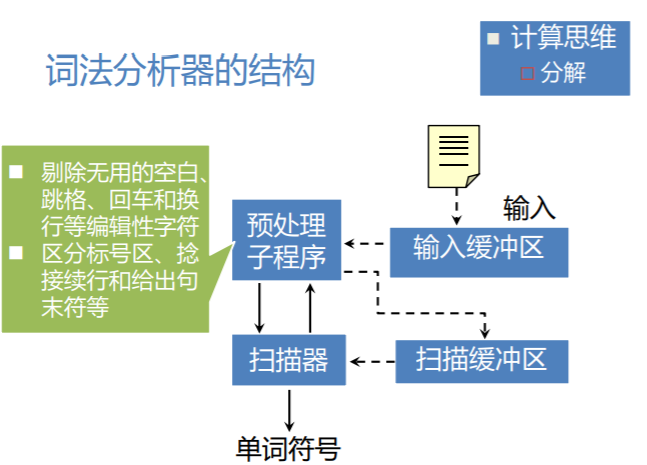 词法分析器的结构
计算思维
分解
剔除无用的空白、
跳格、回车和换
行等编辑性字符
区分标号区、捻
接续行和给出句
末符等
预处理
子程序
输入
输入缓冲区
扫描器
扫描缓冲区
单词符号